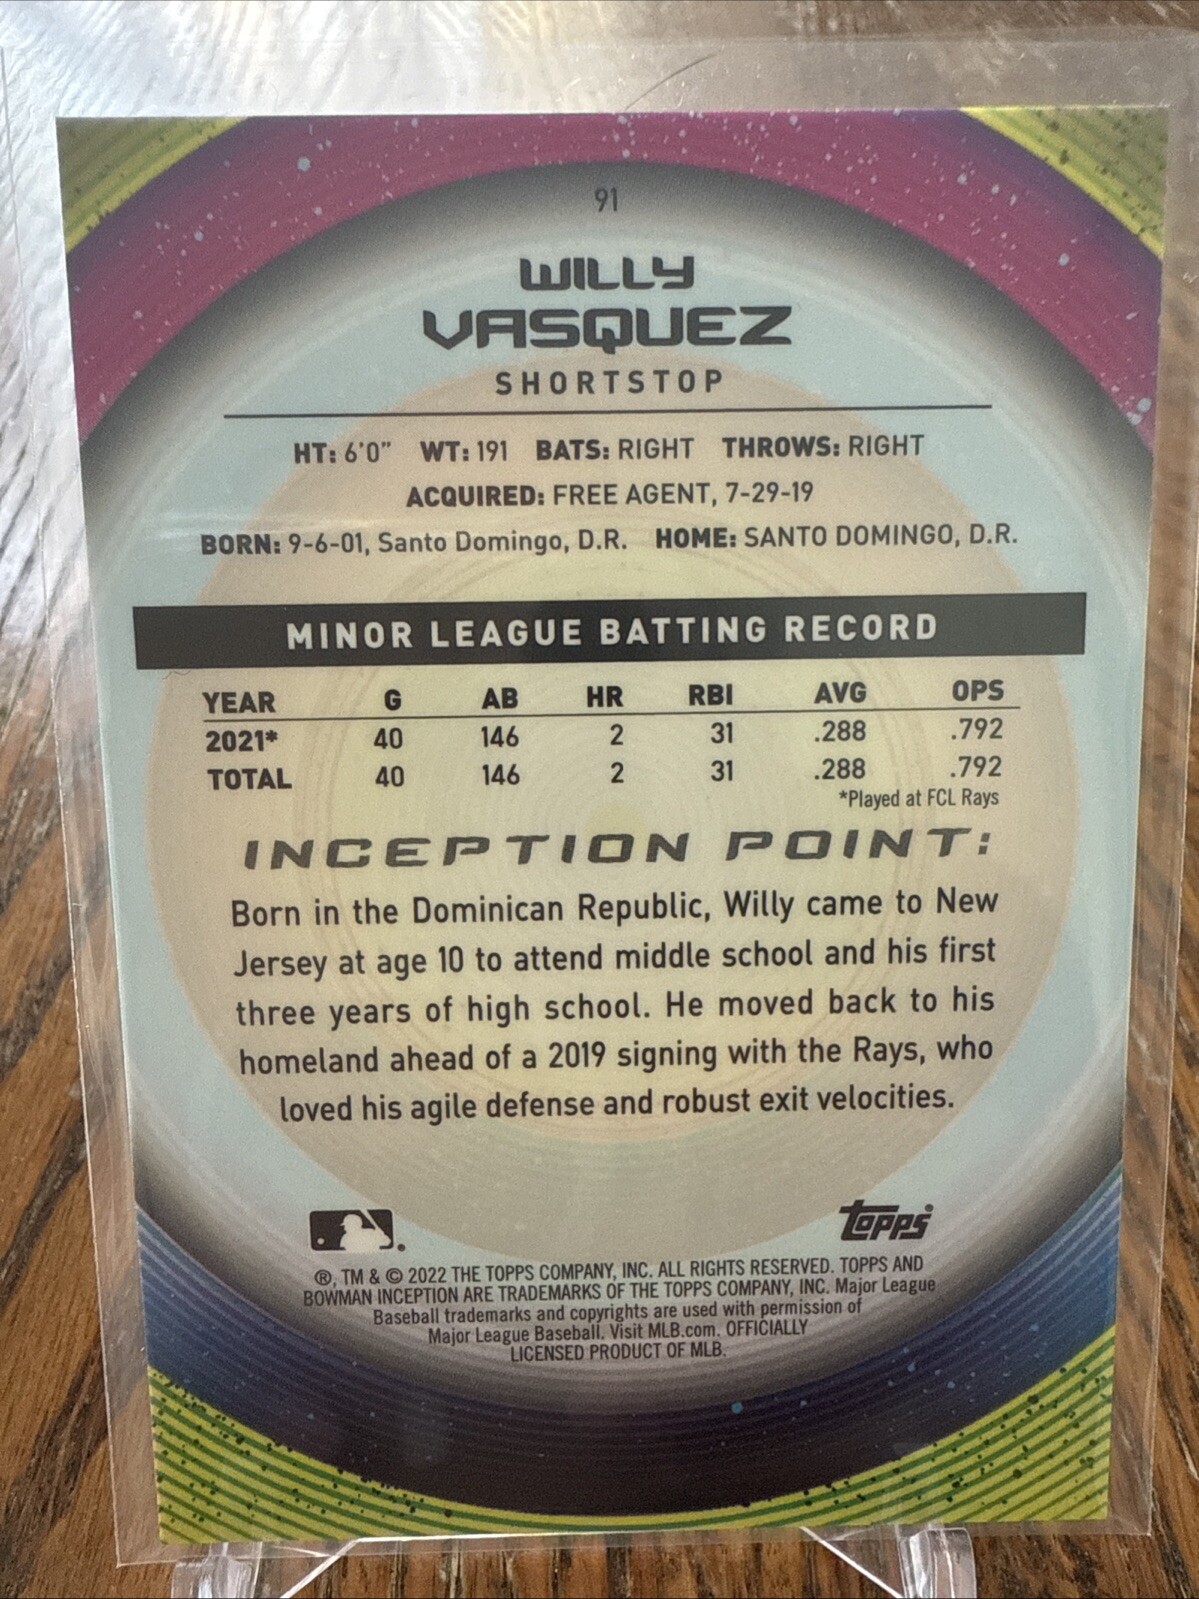 91
WILLY
VASQUEZ
SHORTSTOP
HT: 6'0" WT: 191 BATS: RIGHT THROWS: RIGHT
ACQUIRED: FREE AGENT, 7-29-19
BORN: 9-6-01, Santo Domingo, D.R. HOME: SANTO DOMINGO, D.R.
MINOR LEAGUE BATTING RECORD
YEAR G AB HR RBI AVG OPS
2021* 40 146 2 31 .288 .792
TOTAL 40 146 2 31 .288 .792
*Played at FCL Rays
INCEPTION POINT:
Born in the Dominican Republic, Willy came to New
Jersey at age 10 to attend middle school and his first
three years of high school. He moved back to his
homeland ahead of a 2019 signing with the Rays, who
loved his agile defense and robust exit velocities.
topps
®, TM & © 2022 THE TOPPS COMPANY, INC. ALL RIGHTS RESERVED. TOPPS AND
BOWMAN INCEPTION ARE TRADEMARKS OF THE TOPPS COMPANY, INC. Major League
Baseball trademarks and copyrights are used with permission of
Major League Baseball. Visit MLB.com. OFFICIALLY
LICENSED PRODUCT OF MLB.